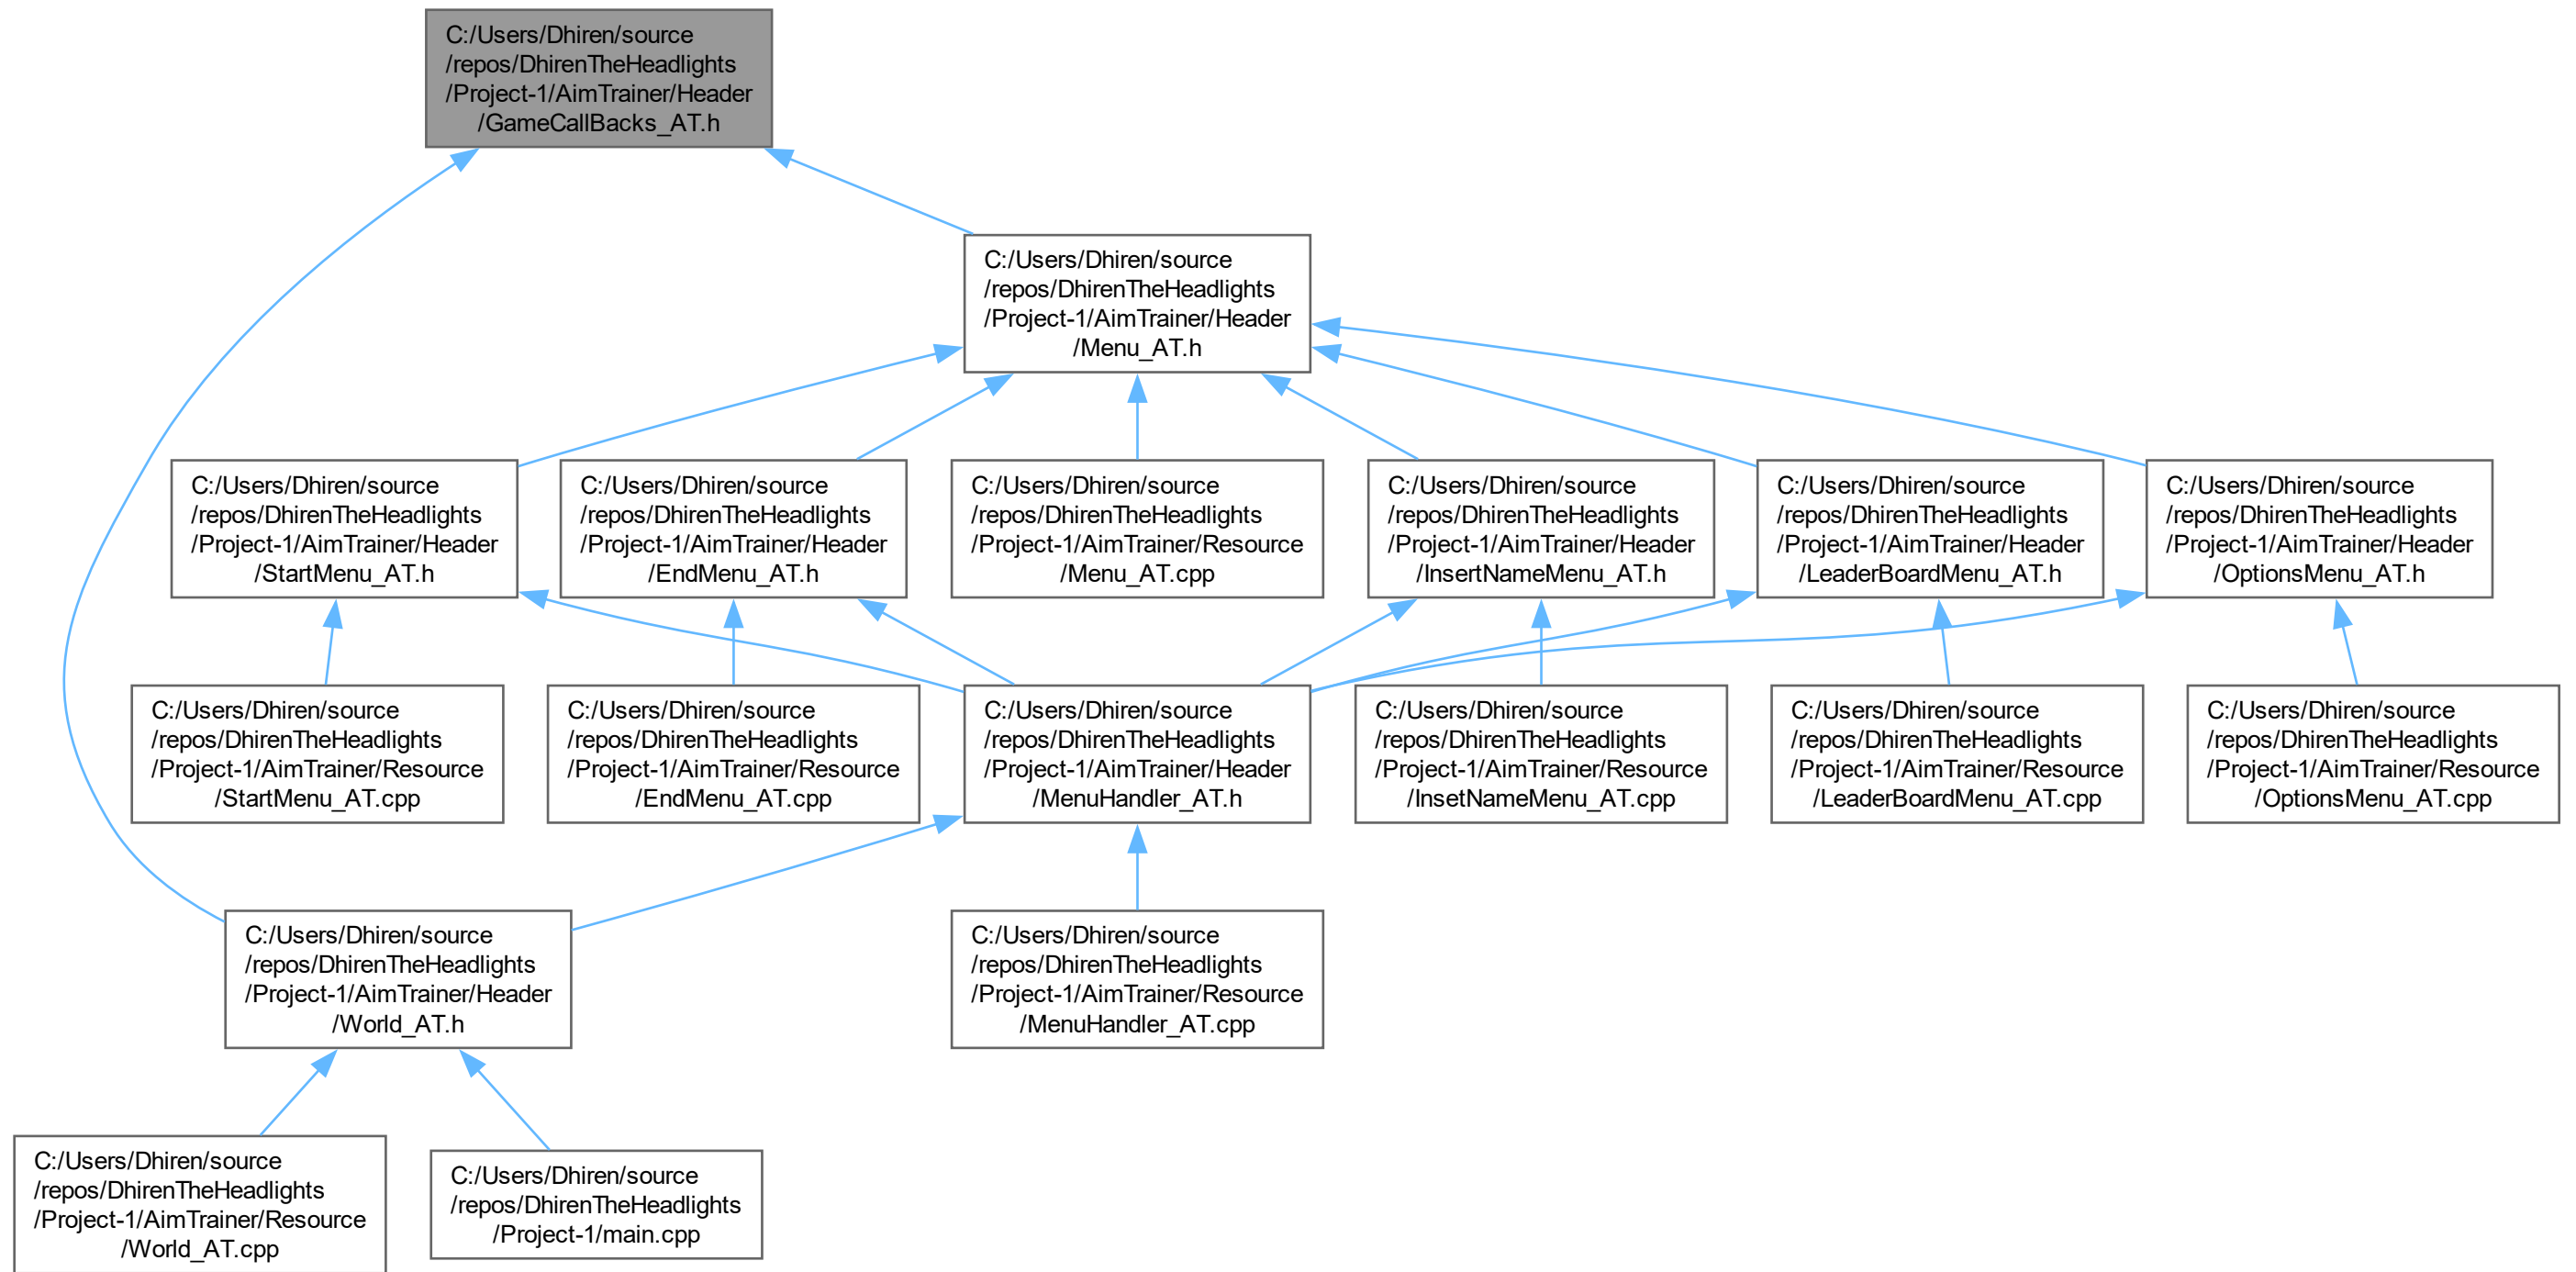 C:/Users/Dhiren/source
/repos/DhirenTheHeadlights
/Project-1/AimTrainer/Header
/GameCallBacks_AT.h
C:/Users/Dhiren/source
/repos/DhirenTheHeadlights
/Project-1/AimTrainer/Header
/Menu_AT.h
C:/Users/Dhiren/source
/repos/DhirenTheHeadlights
/Project-1/AimTrainer/Header
/StartMenu_AT.h
C:/Users/Dhiren/source
/repos/DhirenTheHeadlights
/Project-1/AimTrainer/Header
/EndMenu_AT.h
C:/Users/Dhiren/source
/repos/DhirenTheHeadlights
/Project-1/AimTrainer/Resource
/Menu_AT.cpp
C:/Users/Dhiren/source
/repos/DhirenTheHeadlights
/Project-1/AimTrainer/Header
/InsertNameMenu_AT.h
C:/Users/Dhiren/source
/repos/DhirenTheHeadlights
/Project-1/AimTrainer/Header
/LeaderBoardMenu_AT.h
C:/Users/Dhiren/source
/repos/DhirenTheHeadlights
/Project-1/AimTrainer/Header
/OptionsMenu_AT.h
C:/Users/Dhiren/source
/repos/DhirenTheHeadlights
/Project-1/AimTrainer/Resource
/StartMenu_AT.cpp
C:/Users/Dhiren/source
/repos/DhirenTheHeadlights
/Project-1/AimTrainer/Resource
/EndMenu_AT.cpp
C:/Users/Dhiren/source
/repos/DhirenTheHeadlights
/Project-1/AimTrainer/Header
/MenuHandler_AT.h
C:/Users/Dhiren/source
/repos/DhirenTheHeadlights
/Project-1/AimTrainer/Resource
/InsetNameMenu_AT.cpp
C:/Users/Dhiren/source
/repos/DhirenTheHeadlights
/Project-1/AimTrainer/Resource
/LeaderBoardMenu_AT.cpp
C:/Users/Dhiren/source
/repos/DhirenTheHeadlights
/Project-1/AimTrainer/Resource
/OptionsMenu_AT.cpp
C:/Users/Dhiren/source
/repos/DhirenTheHeadlights
/Project-1/AimTrainer/Header
/World_AT.h
C:/Users/Dhiren/source
/repos/DhirenTheHeadlights
/Project-1/AimTrainer/Resource
/MenuHandler_AT.cpp
C:/Users/Dhiren/source
/repos/DhirenTheHeadlights
/Project-1/AimTrainer/Resource
/World_AT.cpp
C:/Users/Dhiren/source
/repos/DhirenTheHeadlights
/Project-1/main.cpp